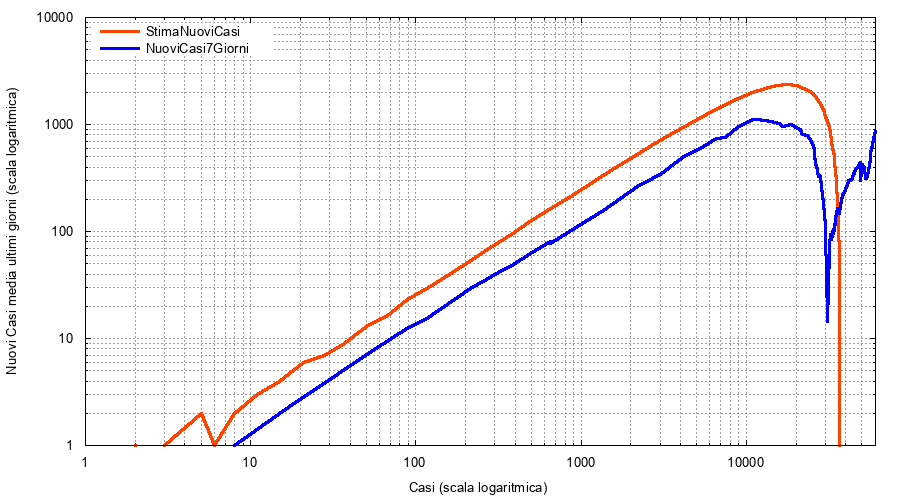 10000
1000
100
10
1
StimaNuoviCasi
NuoviCasi7Giorni
Nuovi Casi media ultimi giorni (scala logaritmica)
1 10 100 1000 10000
Casi (scala logaritmica)